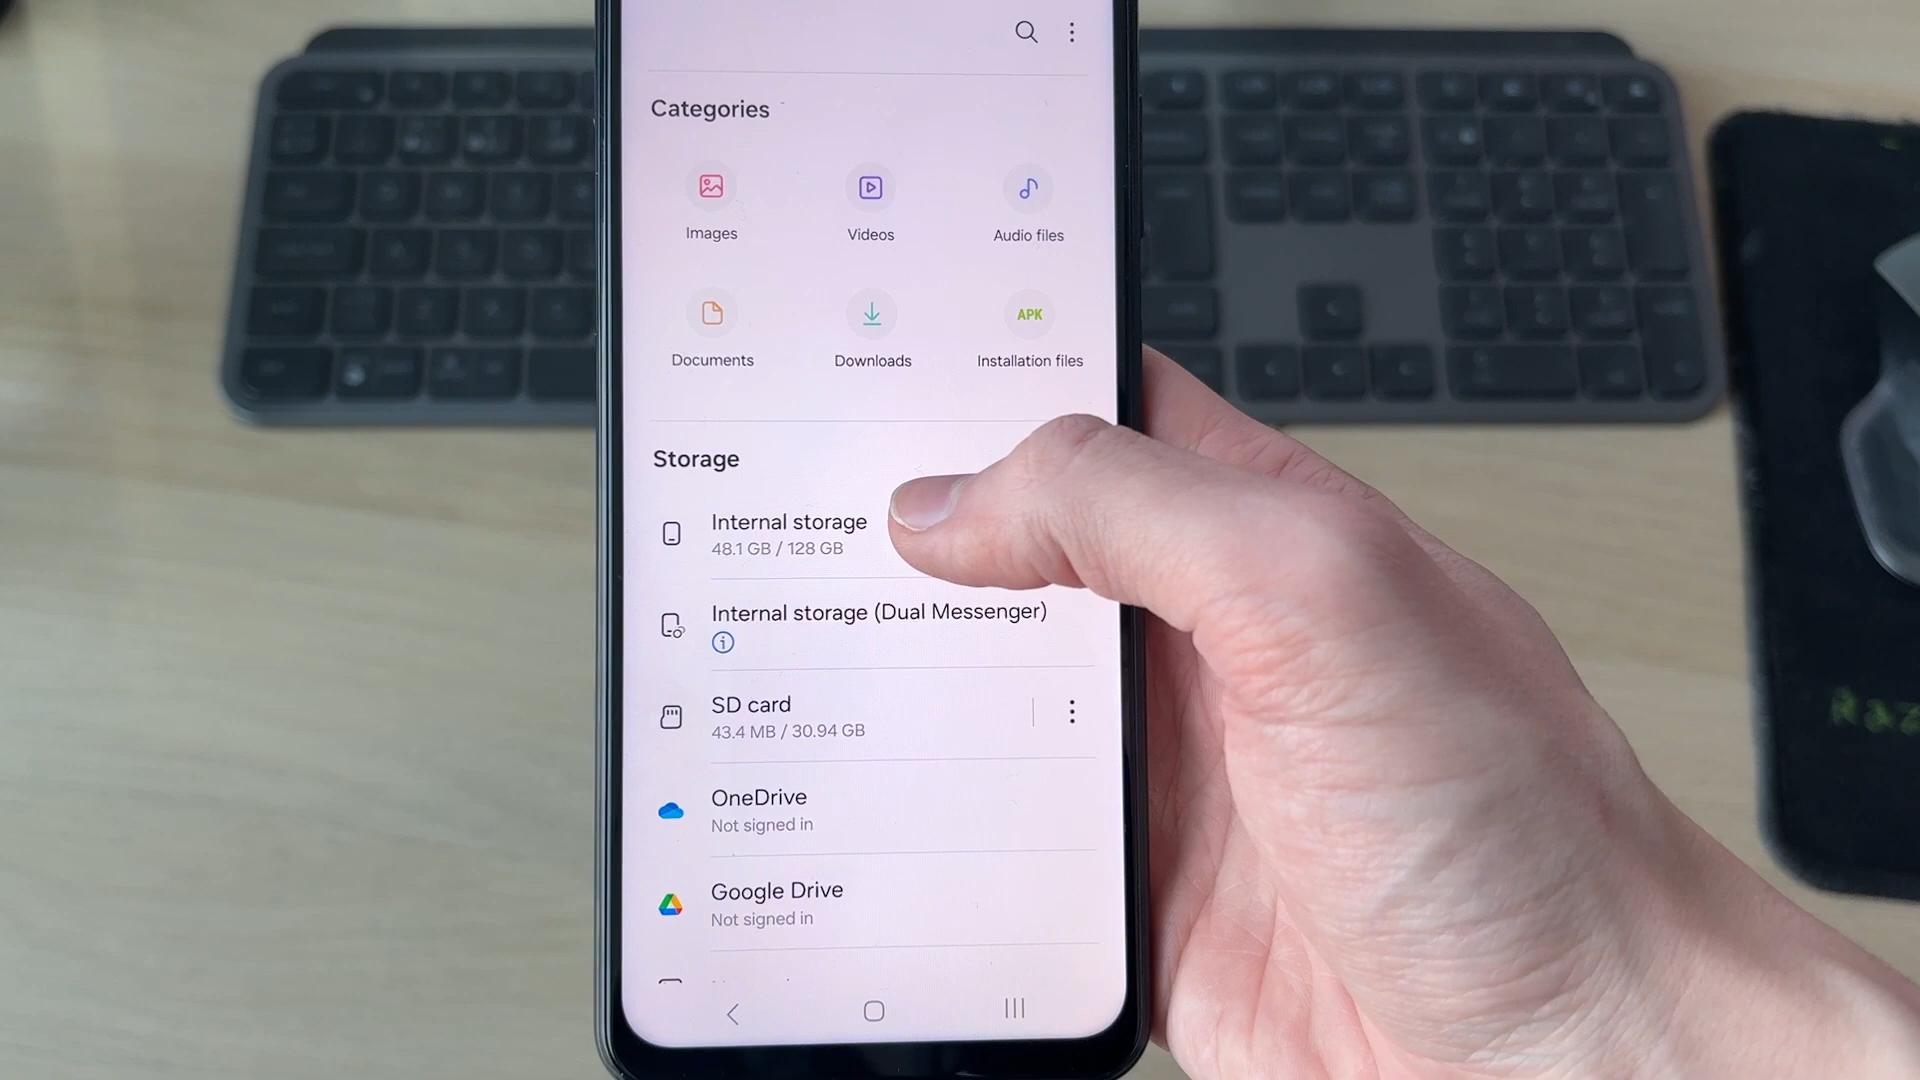 Categories
Images
Videos
Audio files
APK
Documents
Downloads
Installation files
Storage
Internal storage
48.1 GB / 128 GB
Internal storage (Dual Messenger)
SD card
43.4 MB / 30.94 GB
OneDrive
Not signed in
Google Drive
Not signed in